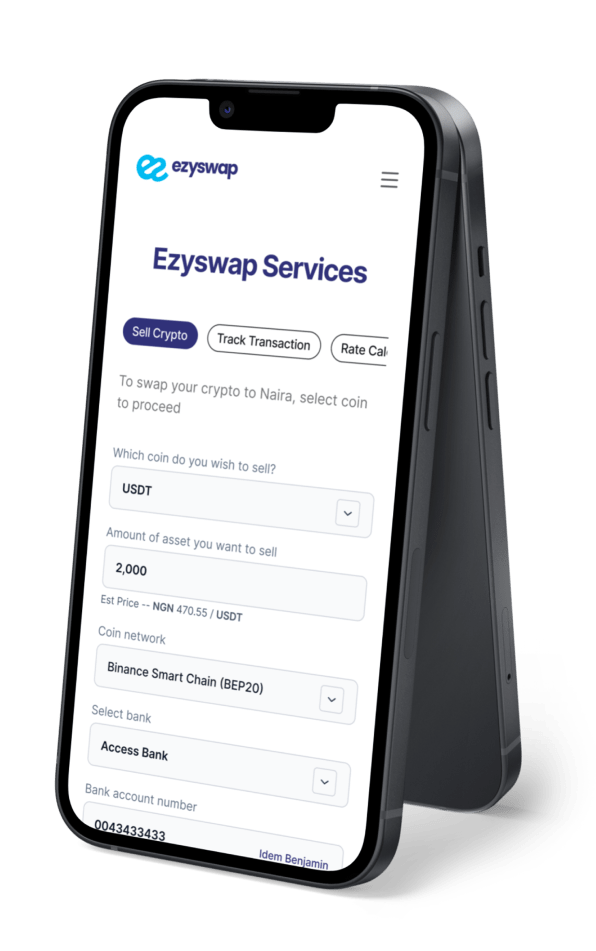 ezyswap
Ezyswap Services
Sell Crypto
Track Transaction
Rate Cal
To swap your crypto to Naira, select coin
to proceed
Which coin do you wish to sell?
USDT
Amount of asset you want to sell
2,000
Est Price -- NGN 470.55 / USDT
Coin network
Binance Smart Chain (BEP20)
Select bank
Access Bank
Bank account number
0043433433
Idem Benjamin